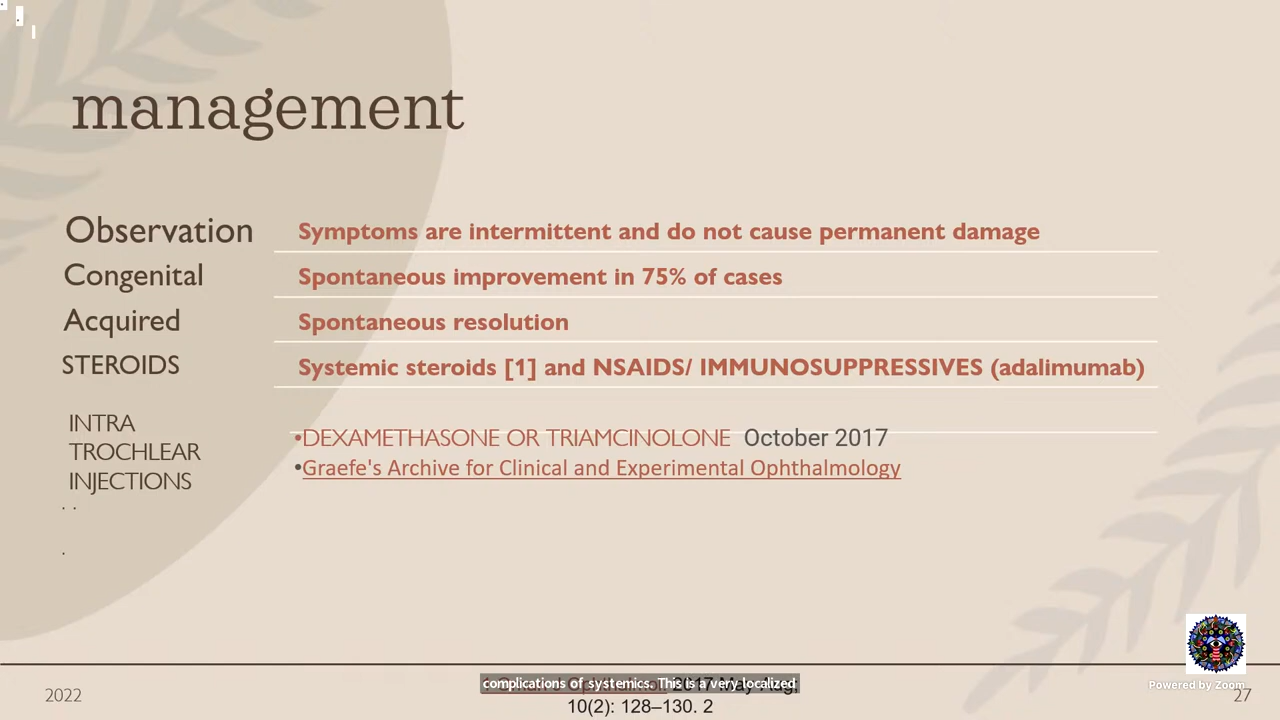 management
Observation Symptoms are intermittent and do not cause permanent damage
Congenital Spontaneous improvement in 75% of cases
Acquired Spontaneous resolution
STEROIDS Systemic steroids [1] and NSAIDS/ IMMUNOSUPPRESSIVES (adalimumab)
INTRA
TROCHLEAR
INJECTIONS
•DEXAMETHASONE OR TRIAMCINOLONE October 2017
•Graefe's Archive for Clinical and Experimental Ophthalmology
complications of systemics. This is a very localized
10(2): 128–130. 2
2022
Powered by Zoom
27